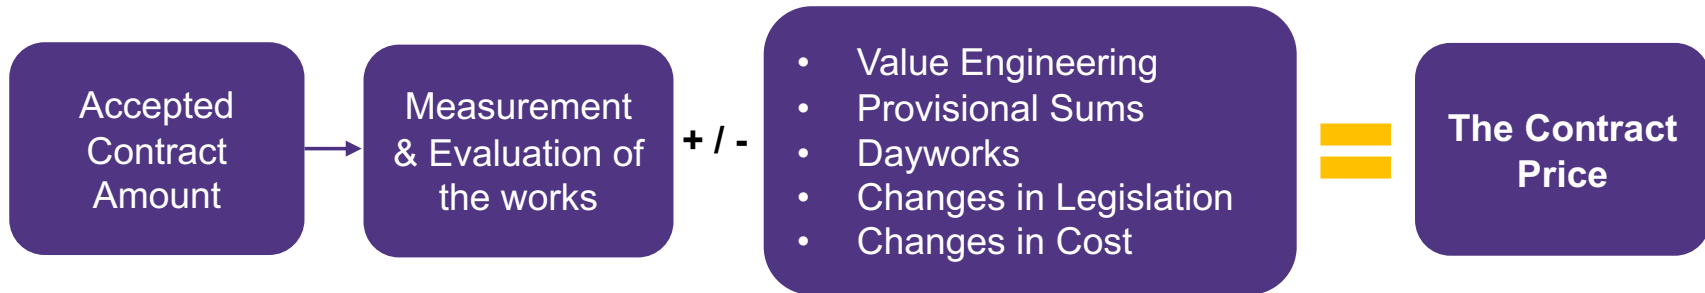 Accepted
Contract
Amount
Measurement
& Evaluation of
the works
+ / -
• Value Engineering
• Provisional Sums
• Dayworks
• Changes in Legislation
• Changes in Cost
=
The Contract
Price